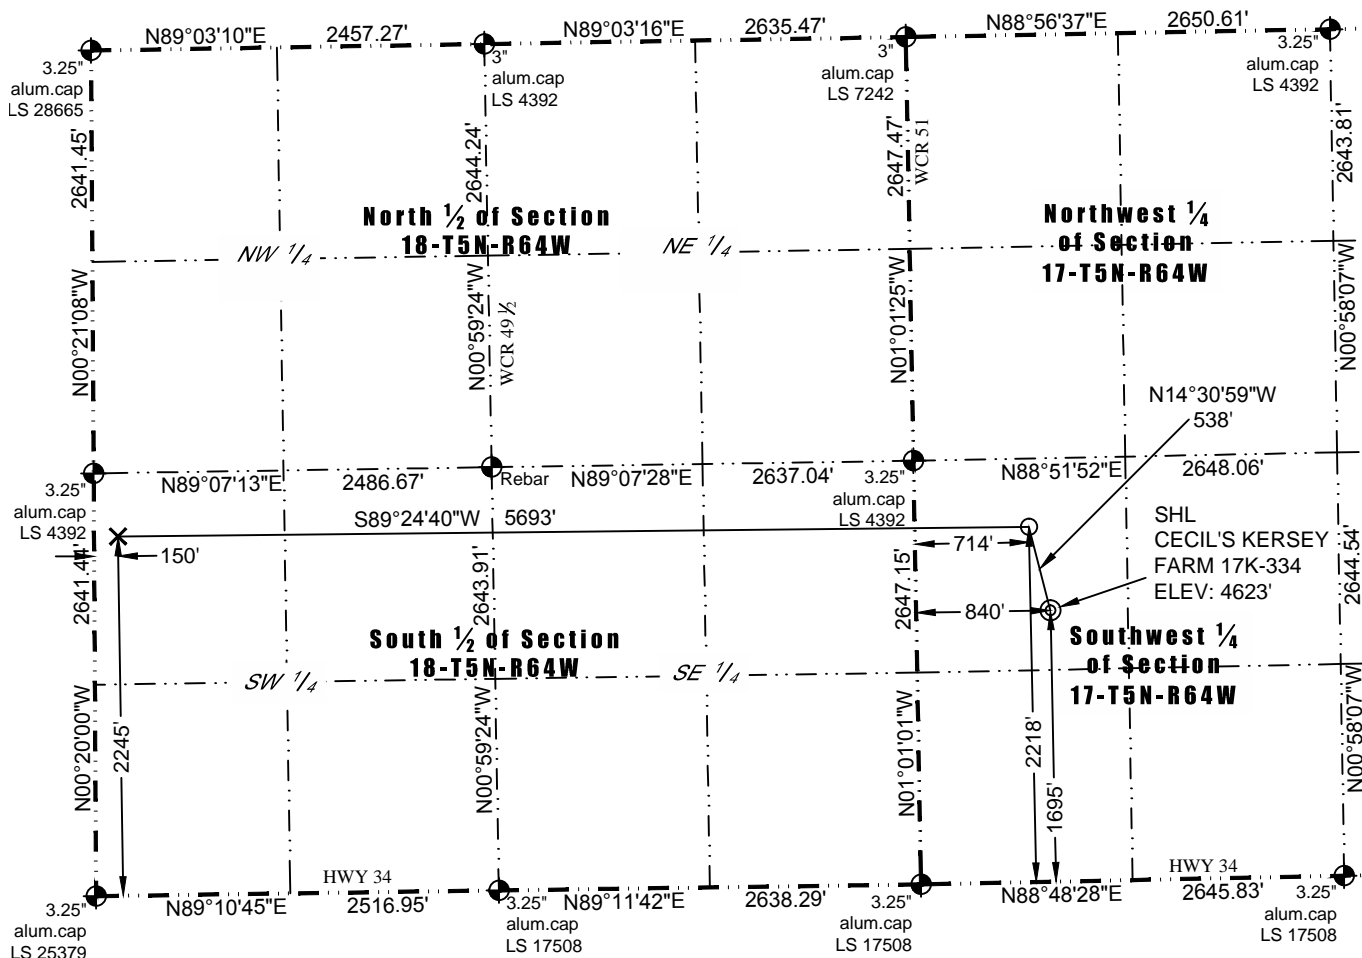 N89°03'10"E 2457.27' N89°03'16"E 2635.47' N88°56'37"E 2650.61'
3.25"
alum.cap
LS 28665
3"
alum.cap
LS 4392
3"
alum.cap
LS 7242
3.25"
alum.cap
LS 4392
2641.45'
2644.24'
2647.47'
WCR 51
2643.81'
North ½ of Section
18-T5N-R64W
Northwest ¼
of Section
17-T5N-R64W
NW 1/4
NE 1/4
N00°21'08"W
N00°59'24"W
WCR 49 ½
N01°01'25"W
N00°58'07"W
N14°30'59"W
538'
N89°07'13"E 2486.67' Rebar N89°07'28"E 2637.04' N88°51'52"E 2648.06'
3.25"
alum.cap
LS 4392
3.25"
alum.cap
LS 4392
S89°24'40"W 5693'
150'
714'
840'
SHL
CECIL'S KERSEY
FARM 17K-334
ELEV: 4623'
2641.44'
2643.91'
2647.15'
2644.54'
South ½ of Section
18-T5N-R64W
Southwest ¼
of Section
17-T5N-R64W
SW 1/4
SE 1/4
N00°20'00"W
2245'
N00°59'24"W
N01°01'01"W
2218'
1695'
N00°58'07"W
HWY 34
HWY 34
N89°10'45"E 2516.95' N89°11'42"E 2638.29' N88°48'28"E 2645.83'
3.25"
alum.cap
LS 25379
3.25"
alum.cap
LS 17508
3.25"
alum.cap
LS 17508
3.25"
alum.cap
LS 17508